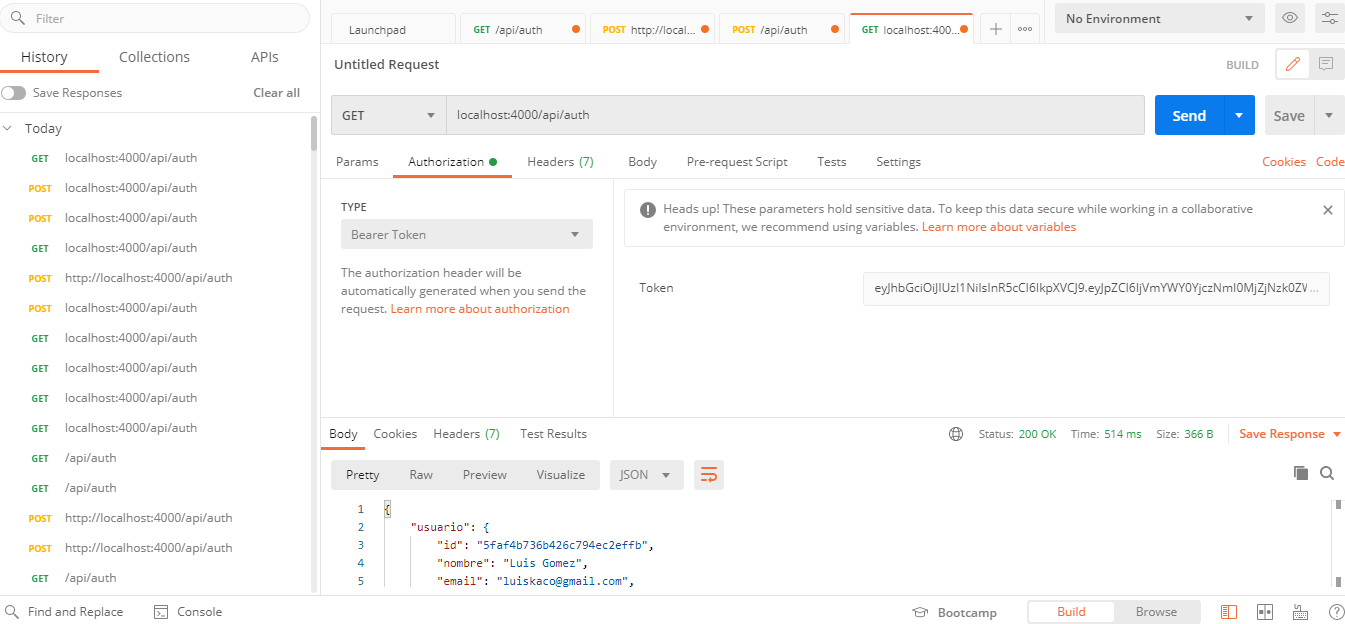 Filter
History Collections APIs
Save Responses Clear all
Today
GET localhost:4000/api/auth
POST localhost:4000/api/auth
POST localhost:4000/api/auth
GET localhost:4000/api/auth
POST http://localhost:4000/api/auth
POST localhost:4000/api/auth
GET localhost:4000/api/auth
GET localhost:4000/api/auth
GET localhost:4000/api/auth
GET localhost:4000/api/auth
GET /api/auth
GET /api/auth
POST http://localhost:4000/api/auth
POST http://localhost:4000/api/auth
GET /api/auth
Launchpad GET /api/auth POST http://local... POST /api/auth GET localhost:400...
No Environment
Untitled Request BUILD
GET localhost:4000/api/auth Send Save
Params Authorization Headers (7) Body Pre-request Script Tests Settings Cookies Code
TYPE
Bearer Token
The authorization header will be
automatically generated when you send the
request. Learn more about authorization
Heads up! These parameters hold sensitive data. To keep this data secure while working in a collaborative
environment, we recommend using variables. Learn more about variables
Token
Body Cookies Headers (7) Test Results Status: 200 OK Time: 514 ms Size: 366 B Save Response
Pretty Raw Preview Visualize JSON
1 {
2 "usuario": {
3 "id": "5faf4b736b426c794ec2effb",
4 "nombre": "Luis Gomez",
5 "email": "luiskaco@gmail.com",
Find and Replace Console Bootcamp Build Browse